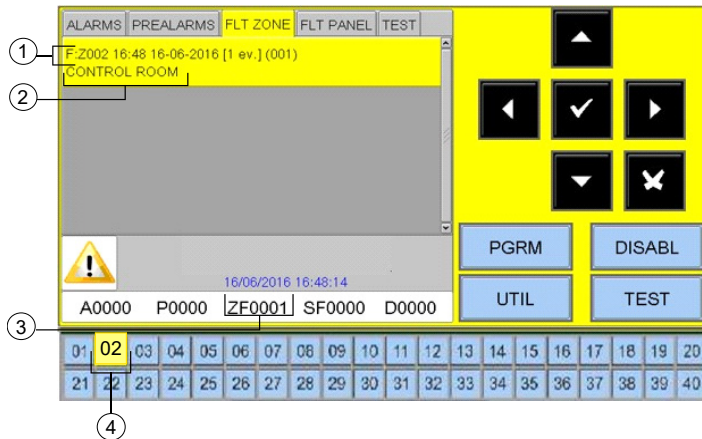 ALARMS PREALARMS FLT ZONE FLT PANEL TEST
1
F:Z002 16:48 16-06-2016 [1 ev.] (001)
CONTROL ROOM
2
PGRM DISABL
16/06/2016 16:48:14
UTIL TEST
A0000 P0000 ZF0001 SF0000 D0000
3
01 02 03 04 05 06 07 08 09 10 11 12 13 14 15 16 17 18 19 20
21 22 23 24 25 26 27 28 29 30 31 32 33 34 35 36 37 38 39 40
4